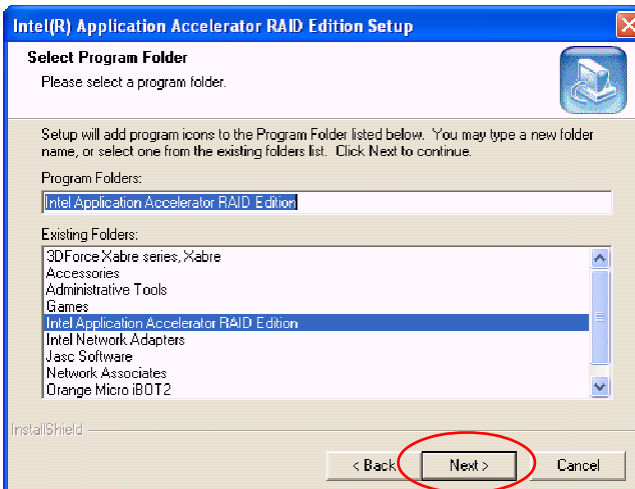 Intel(R) Application Accelerator RAID Edition Setup
Select Program Folder
Please select a program folder.
Setup will add program icons to the Program Folder listed below. You may type a new folder
name, or select one from the existing folders list. Click Next to continue.
Program Folders:
Intel Application Accelerator RAID Edition
Existing Folders:
3DForce Xabre series, Xabre
Accessories
Administrative Tools
Games
Intel Application Accelerator RAID Edition
Intel Network Adapters
Jasc Software
Network Associates
Orange Micro iBOT2
InstallShield
< Back
Next >
Cancel